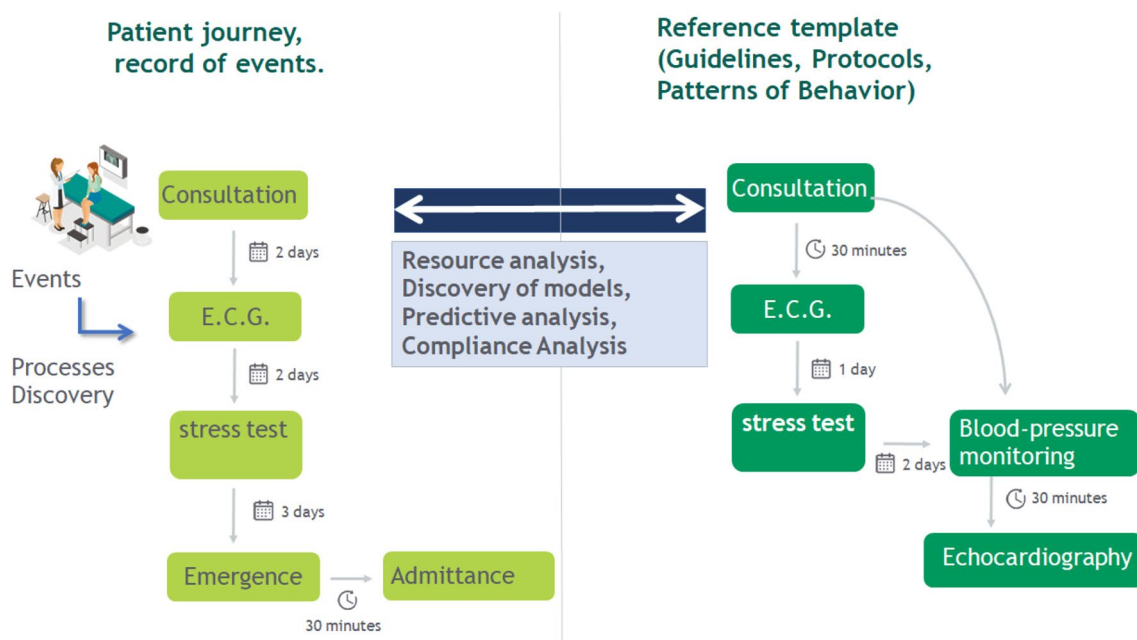 Patient journey,
record of events.
Reference template
(Guidelines, Protocols,
Patterns of Behavior)
Consultation
2 days
Events
E.C.G.
Processes
Discovery
2 days
stress test
3 days
Emergence
Admittance
30 minutes
Resource analysis,
Discovery of models,
Predictive analysis,
Compliance Analysis
Consultation
30 minutes
E.C.G.
1 day
stress test
2 days
Blood-pressure
monitoring
30 minutes
Echocardiography